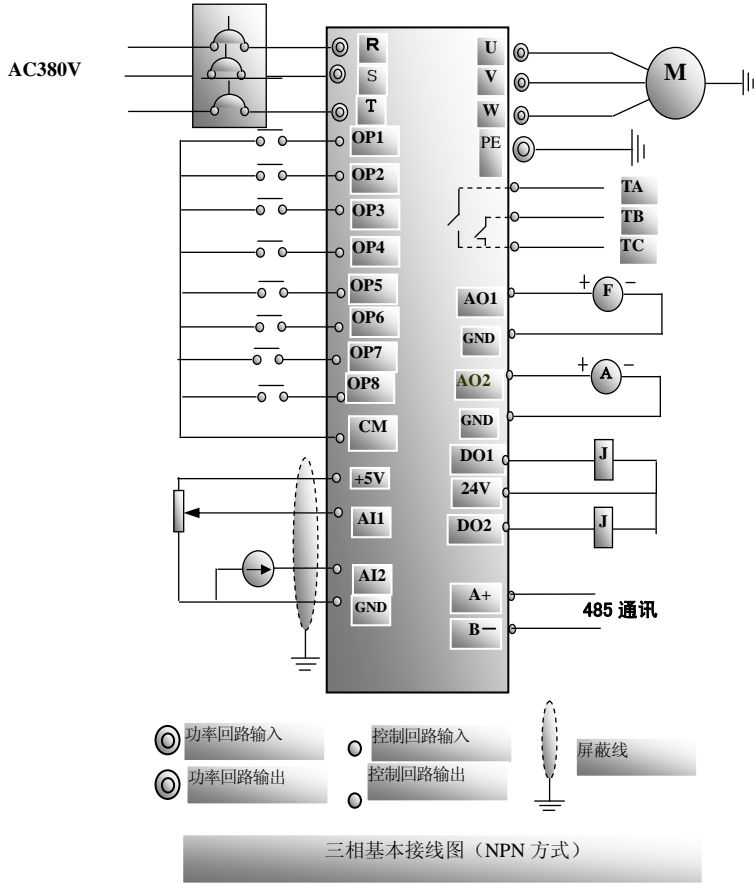 AC380V
R
S
T
OP1
OP2
OP3
OP4
OP5
OP6
OP7
OP8
CM
+5V
AI1
AI2
GND
U
V
W
PE
M
TA
TB
TC
AO1
+ F −
GND
AO2
+ A −
GND
DO1
J
24V
DO2
J
A+
485 通讯
B−
功率回路输入
控制回路输入
屏蔽线
功率回路输出
控制回路输出
三相基本接线图（NPN 方式）